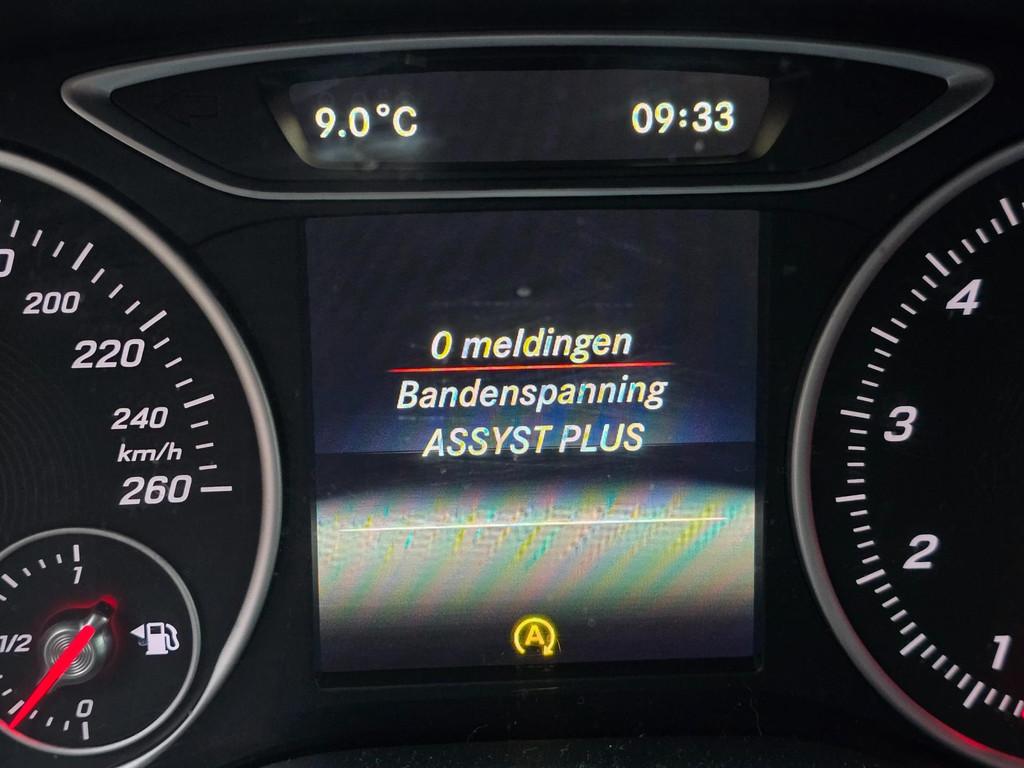 9.0°C 09:33
0 meldingen
Bandenspanning
ASSYST PLUS
200
220
240
km/h
260
1
1/2
0
A
4
3
2
1